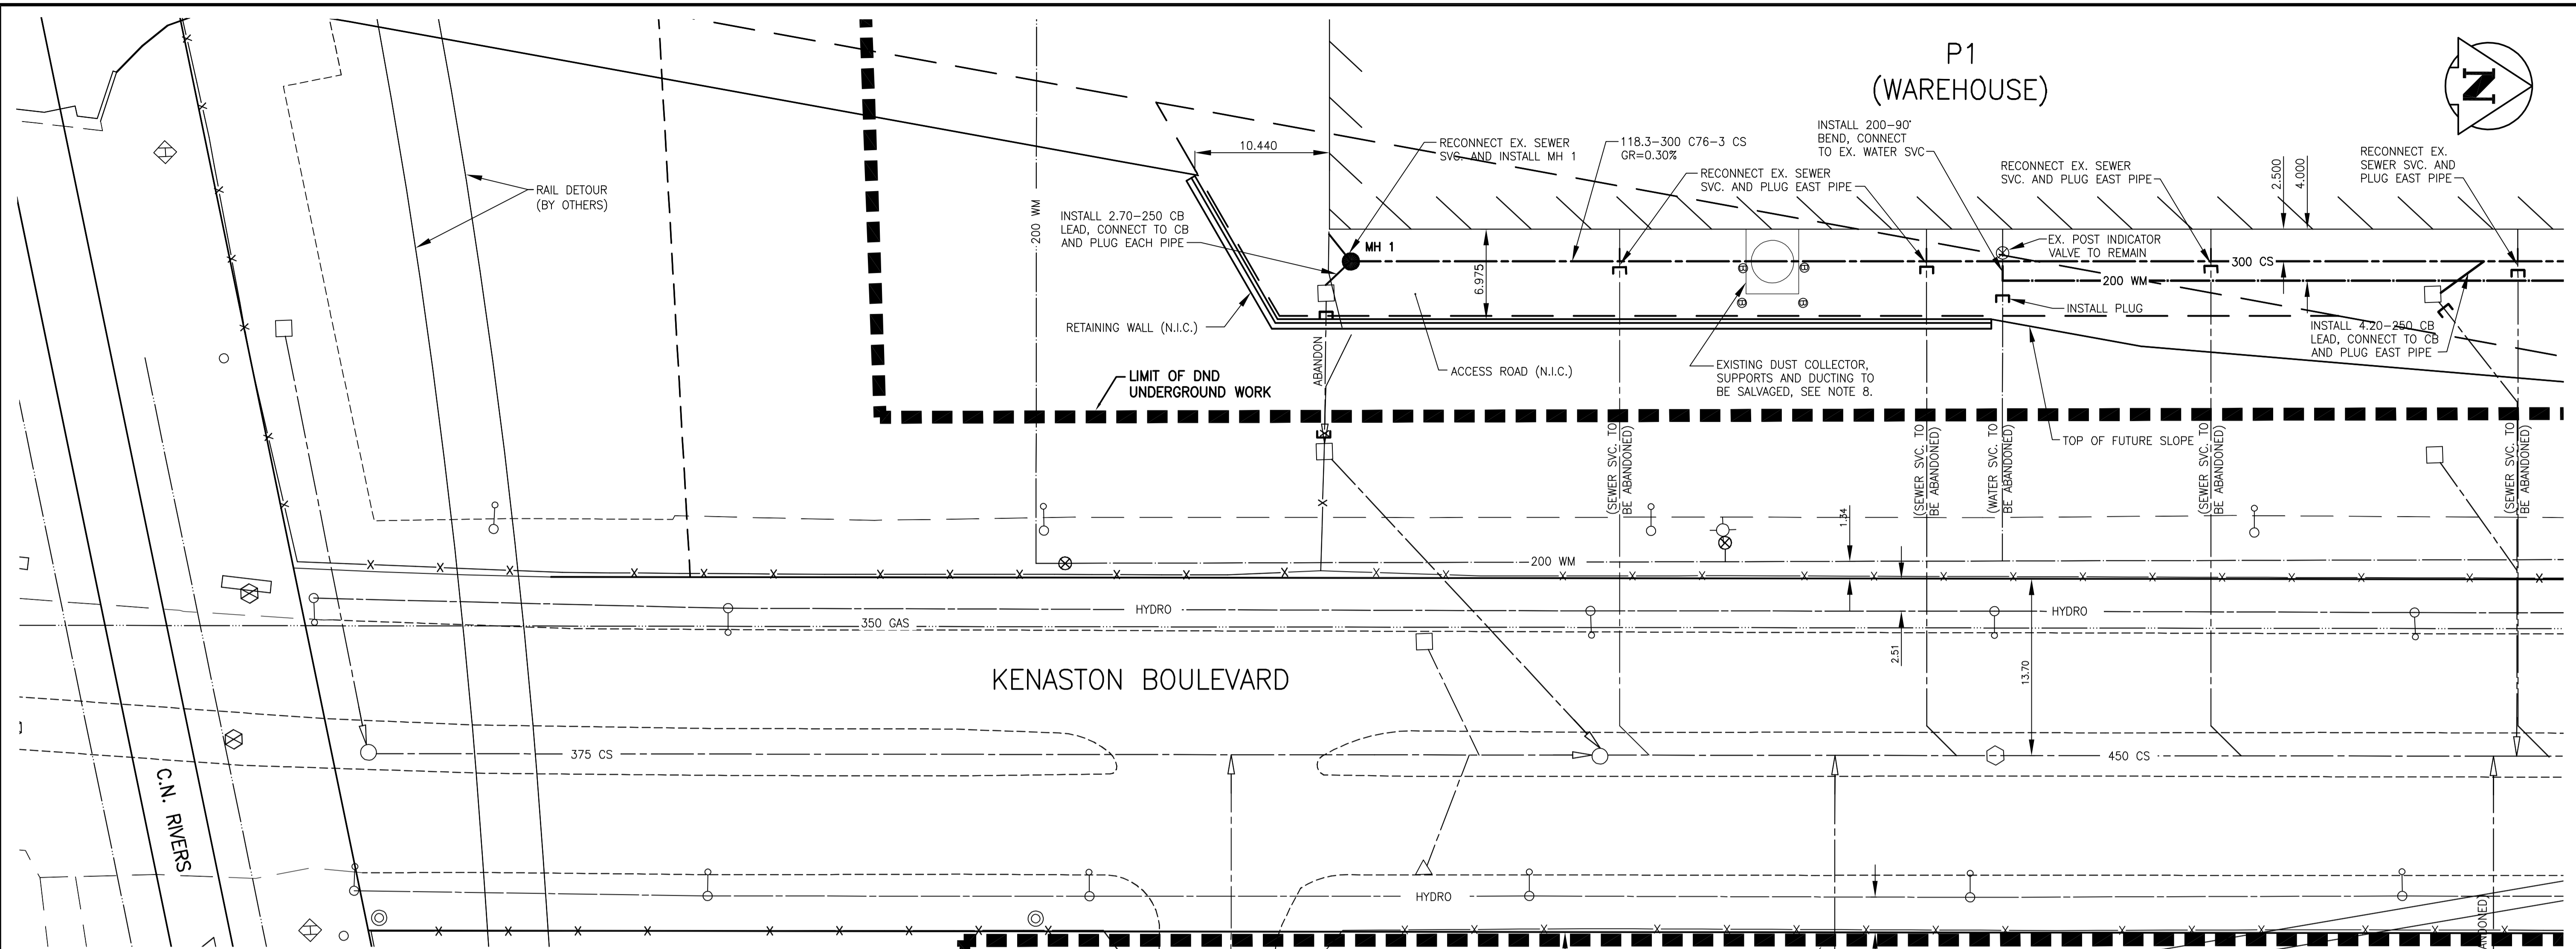 P1
(WAREHOUSE)
N
10.440
RECONNECT EX. SEWER
SVC. AND INSTALL MH 1
118.3-300 C76-3 CS
GR=0.30%
INSTALL 200-90°
BEND, CONNECT
TO EX. WATER SVC
RECONNECT EX. SEWER
SVC. AND PLUG EAST PIPE
RECONNECT EX. SEWER
SVC. AND PLUG EAST PIPE
2.500
4.000
RECONNECT EX.
SEWER SVC. AND
PLUG EAST PIPE
RAIL DETOUR
(BY OTHERS)
200 WM
INSTALL 2.70-250 CB
LEAD, CONNECT TO CB
AND PLUG EACH PIPE
MH 1
6.975
EX. POST INDICATOR
VALVE TO REMAIN
300 CS
200 WM
INSTALL PLUG
RETAINING WALL (N.I.C.)
ABANDON
INSTALL 4.20-250 CB
LEAD, CONNECT TO CB
AND PLUG EAST PIPE
LIMIT OF DND
UNDERGROUND WORK
ACCESS ROAD (N.I.C.)
EXISTING DUST COLLECTOR,
SUPPORTS AND DUCTING TO
BE SALVAGED, SEE NOTE 8.
TOP OF FUTURE SLOPE
(SEWER SVC. TO
BE ABANDONED)
(SEWER SVC. TO
BE ABANDONED)
(WATER SVC. TO
BE ABANDONED)
(SEWER SVC. TO
BE ABANDONED)
(SEWER SVC. TO
BE ABANDONED)
1.34
200 WM
HYDRO
HYDRO
350 GAS
2.51
13.70
KENASTON BOULEVARD
375 CS
450 CS
C.N. RIVERS
HYDRO
ANDONED)